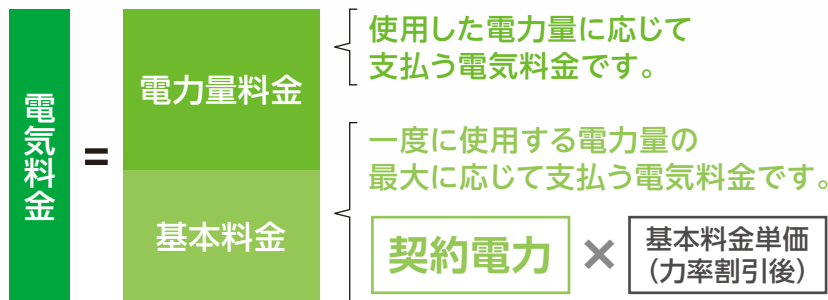 電気料金
=
電力量料金
使用した電力量に応じて
支払う電気料金です。
基本料金
一度に使用する電力量の
最大に応じて支払う電気料金です。
契約電力
×
基本料金単価
（力率割引後）